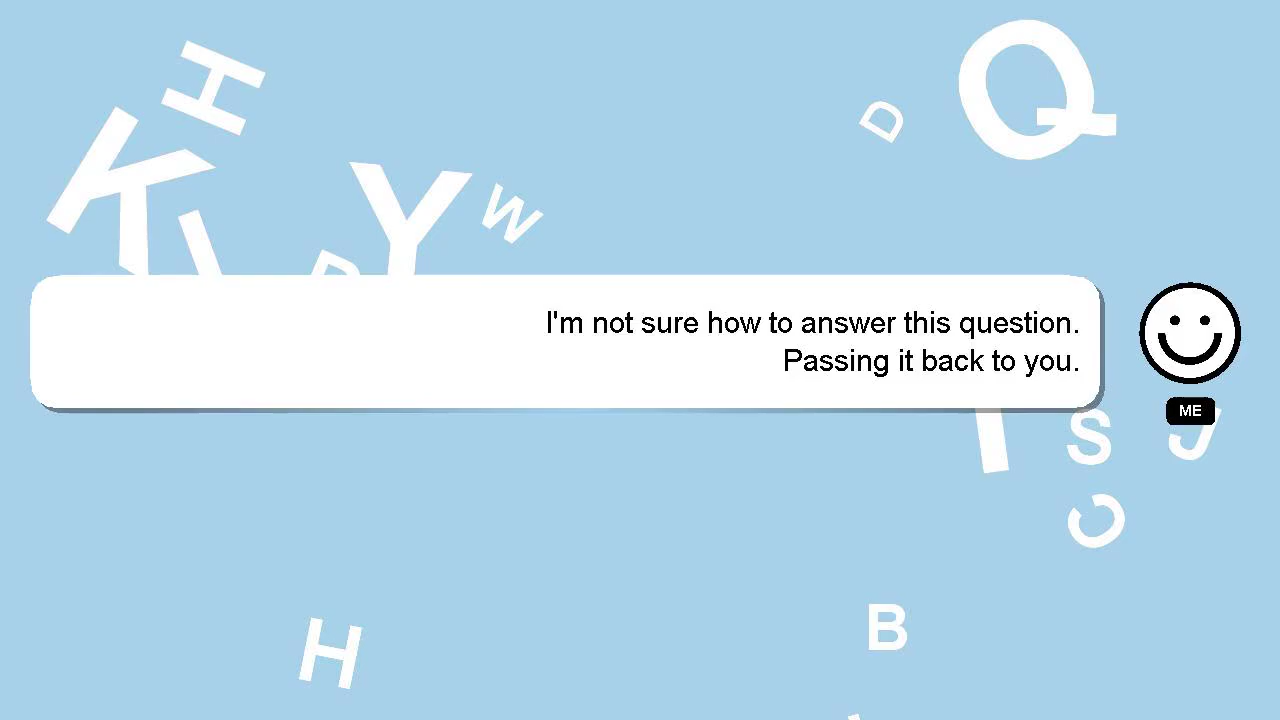 H
Q
D
K
Y
W
I'm not sure how to answer this question.
Passing it back to you.
ME
S
J
C
H
B